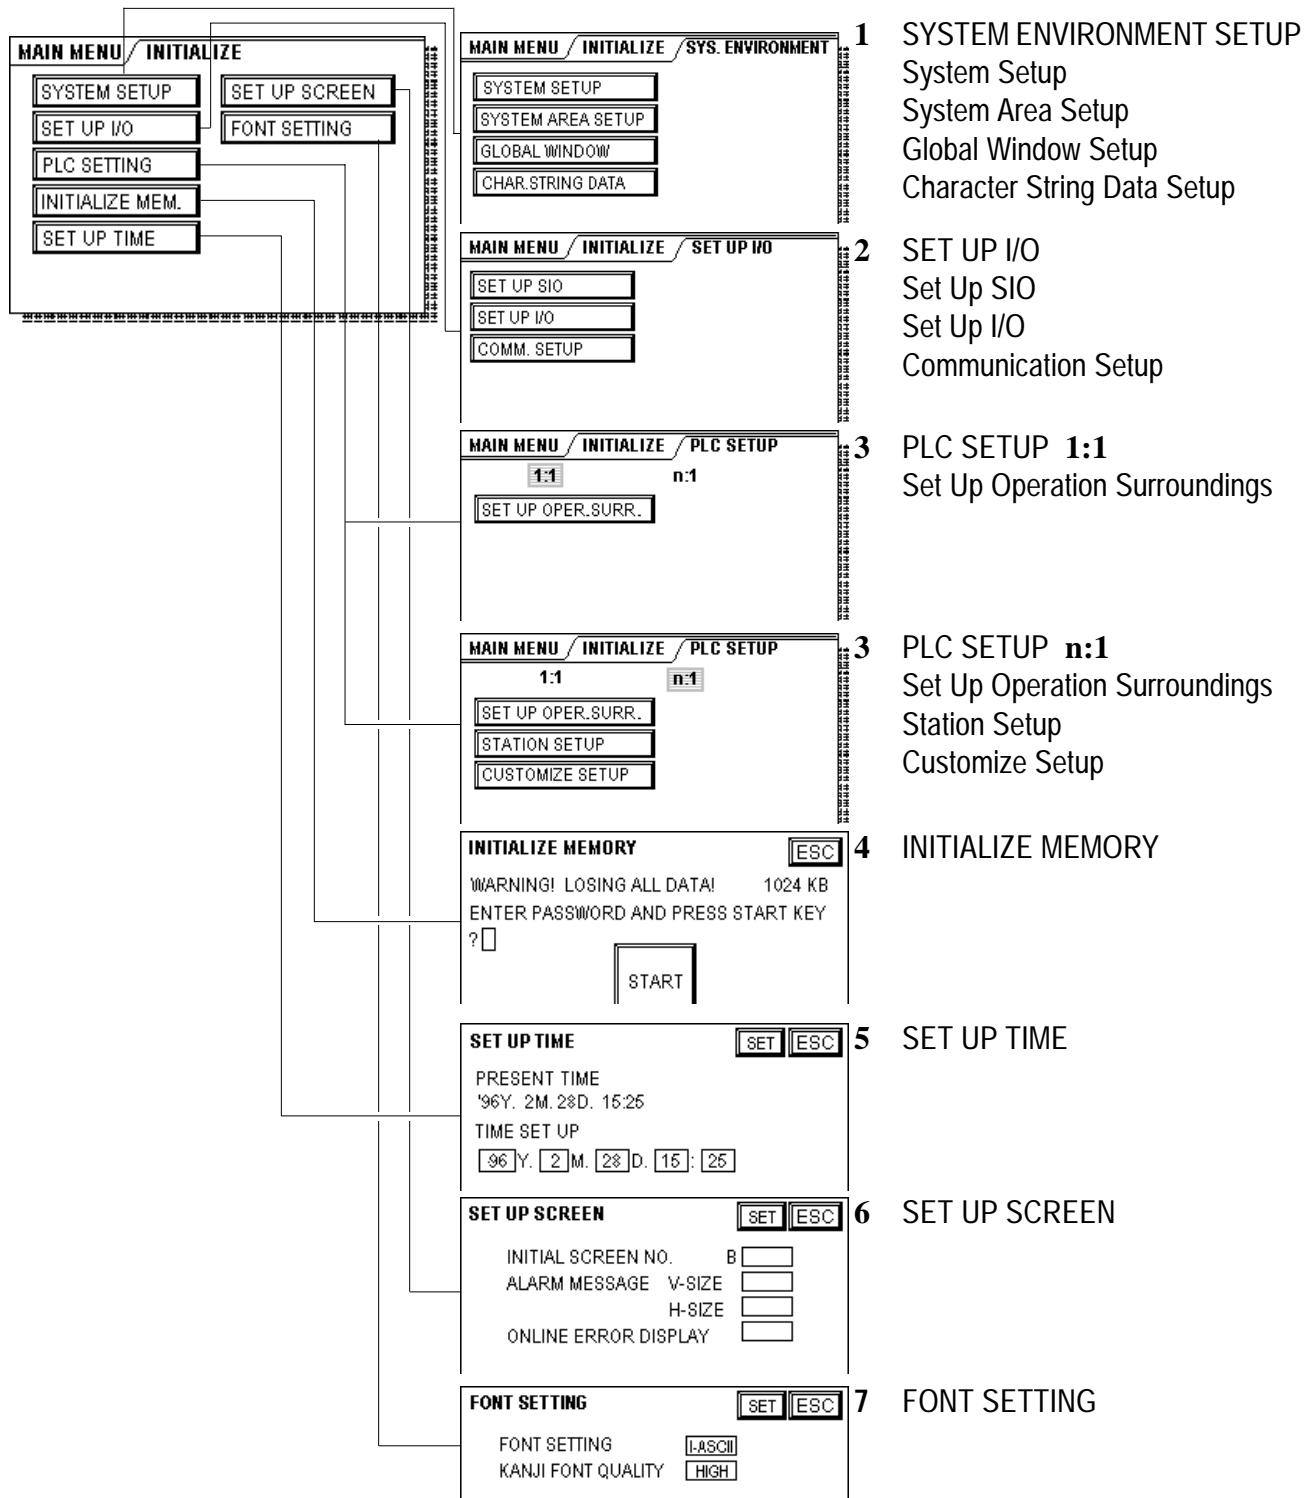 MAIN MENU INITIALIZE
SYSTEM SETUP SET UP SCREEN
SET UP I/O FONT SETTING
PLC SETTING
INITIALIZE MEM.
SET UP TIME
MAIN MENU INITIALIZE SYS. ENVIRONMENT
SYSTEM SETUP
SYSTEM AREA SETUP
GLOBAL WINDOW
CHAR.STRING DATA
1 SYSTEM ENVIRONMENT SETUP
System Setup
System Area Setup
Global Window Setup
Character String Data Setup
MAIN MENU INITIALIZE SET UP I/O
SET UP SIO
SET UP I/O
COMM. SETUP
2 SET UP I/O
Set Up SIO
Set Up I/O
Communication Setup
MAIN MENU INITIALIZE PLC SETUP
1:1 n:1
SET UP OPER.SURR.
3 PLC SETUP 1:1
Set Up Operation Surroundings
MAIN MENU INITIALIZE PLC SETUP
1:1 n:1
SET UP OPER.SURR.
STATION SETUP
CUSTOMIZE SETUP
3 PLC SETUP n:1
Set Up Operation Surroundings
Station Setup
Customize Setup
INITIALIZE MEMORY ESC
WARNING! LOSING ALL DATA! 1024 KB
ENTER PASSWORD AND PRESS START KEY
?
START
4 INITIALIZE MEMORY
SET UP TIME SET ESC
PRESENT TIME
'96Y. 2M. 28D. 15:25
TIME SET UP
96 Y. 2 M. 28 D. 15 : 25
5 SET UP TIME
SET UP SCREEN SET ESC
INITIAL SCREEN NO. B
ALARM MESSAGE V-SIZE
H-SIZE
ONLINE ERROR DISPLAY
6 SET UP SCREEN
FONT SETTING SET ESC
FONT SETTING I-ASCII
KANJI FONT QUALITY HIGH
7 FONT SETTING